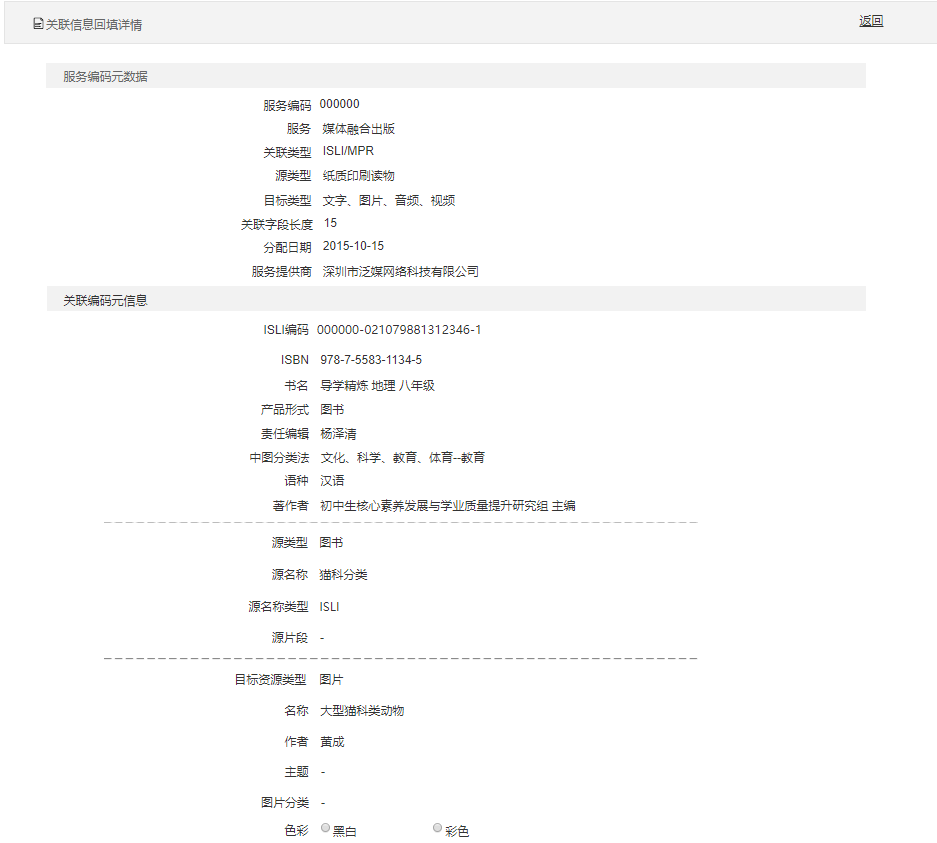 关联信息回填详情 返回
服务编码元数据
服务编码 000000
服务 媒体融合出版
关联类型 ISLI/MPR
源类型 纸质印刷读物
目标类型 文字、图片、音频、视频
关联字段长度 15
分配日期 2015-10-15
服务提供商 深圳市泛媒网络科技有限公司
关联编码元信息
ISLI编码 000000-021079881312346-1
ISBN 978-7-5583-1134-5
书名 导学精炼 地理 八年级
产品形式 图书
责任编辑 杨泽清
中图分类法 文化、科学、教育、体育--教育
语种 汉语
著作者 初中生核心素养发展与学业质量提升研究组 主编
源类型 图书
源名称 猫科分类
源名称类型 ISLI
源片段 -
目标资源类型 图片
名称 大型猫科类动物
作者 黄成
主题 -
图片分类 -
色彩 黑白 彩色